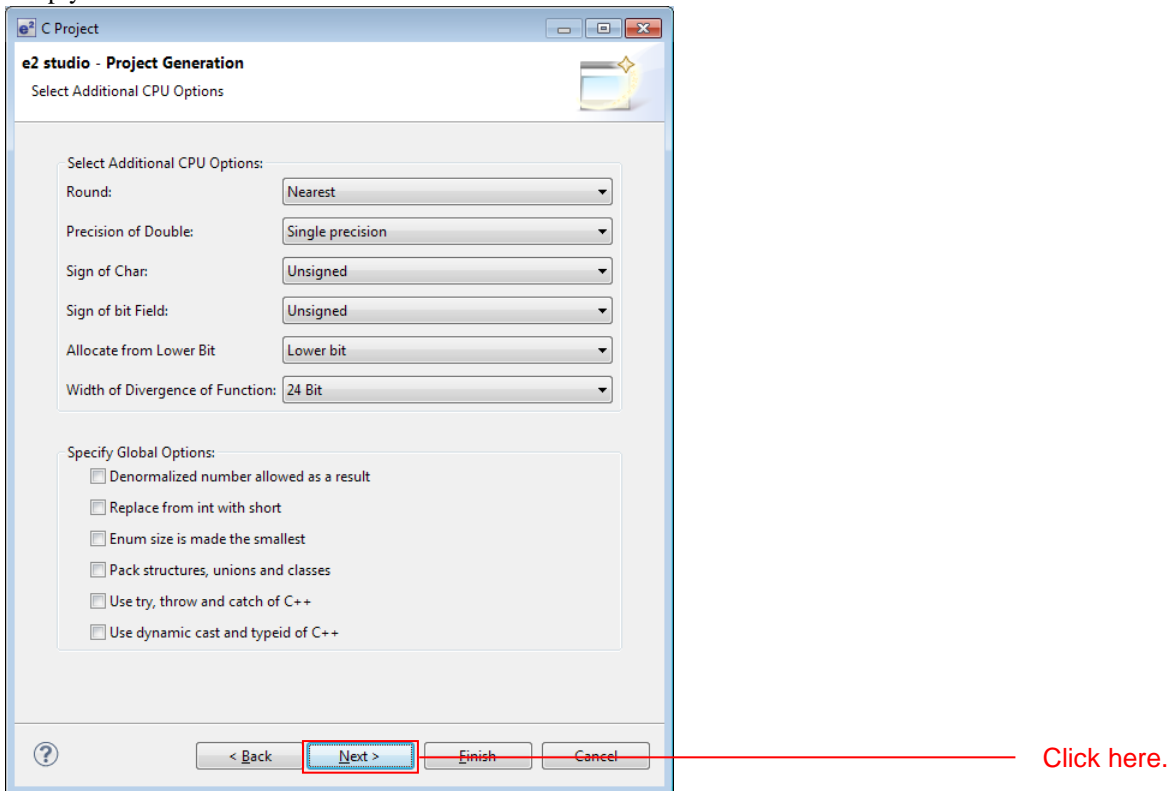 e² C Project
e2 studio - Project Generation
Select Additional CPU Options
Select Additional CPU Options:
Round: Nearest
Precision of Double: Single precision
Sign of Char: Unsigned
Sign of bit Field: Unsigned
Allocate from Lower Bit Lower bit
Width of Divergence of Function: 24 Bit
Specify Global Options:
Denormalized number allowed as a result
Replace from int with short
Enum size is made the smallest
Pack structures, unions and classes
Use try, throw and catch of C++
Use dynamic cast and typeid of C++
? < Back Next > Finish Cancel Click here.